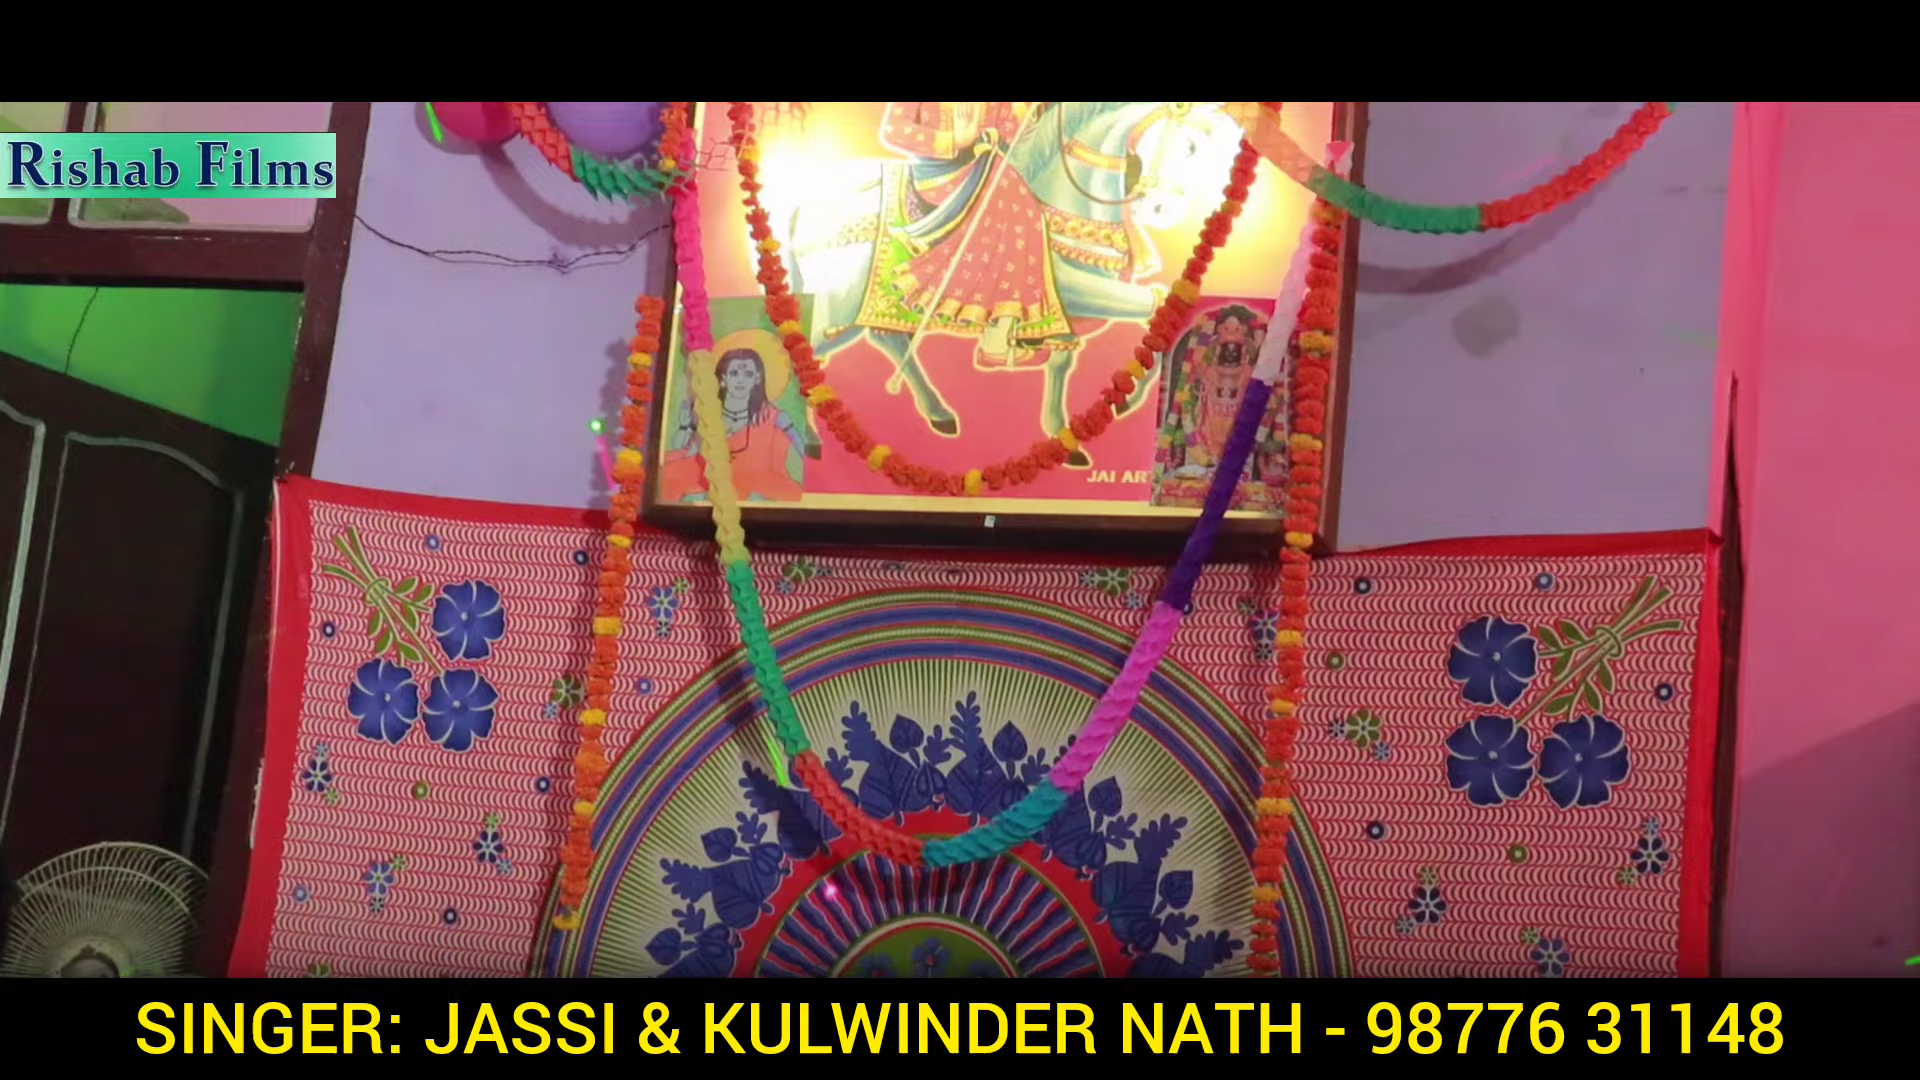 Rishab Films
JAI AR
SINGER: JASSI & KULWINDER NATH - 98776 31148